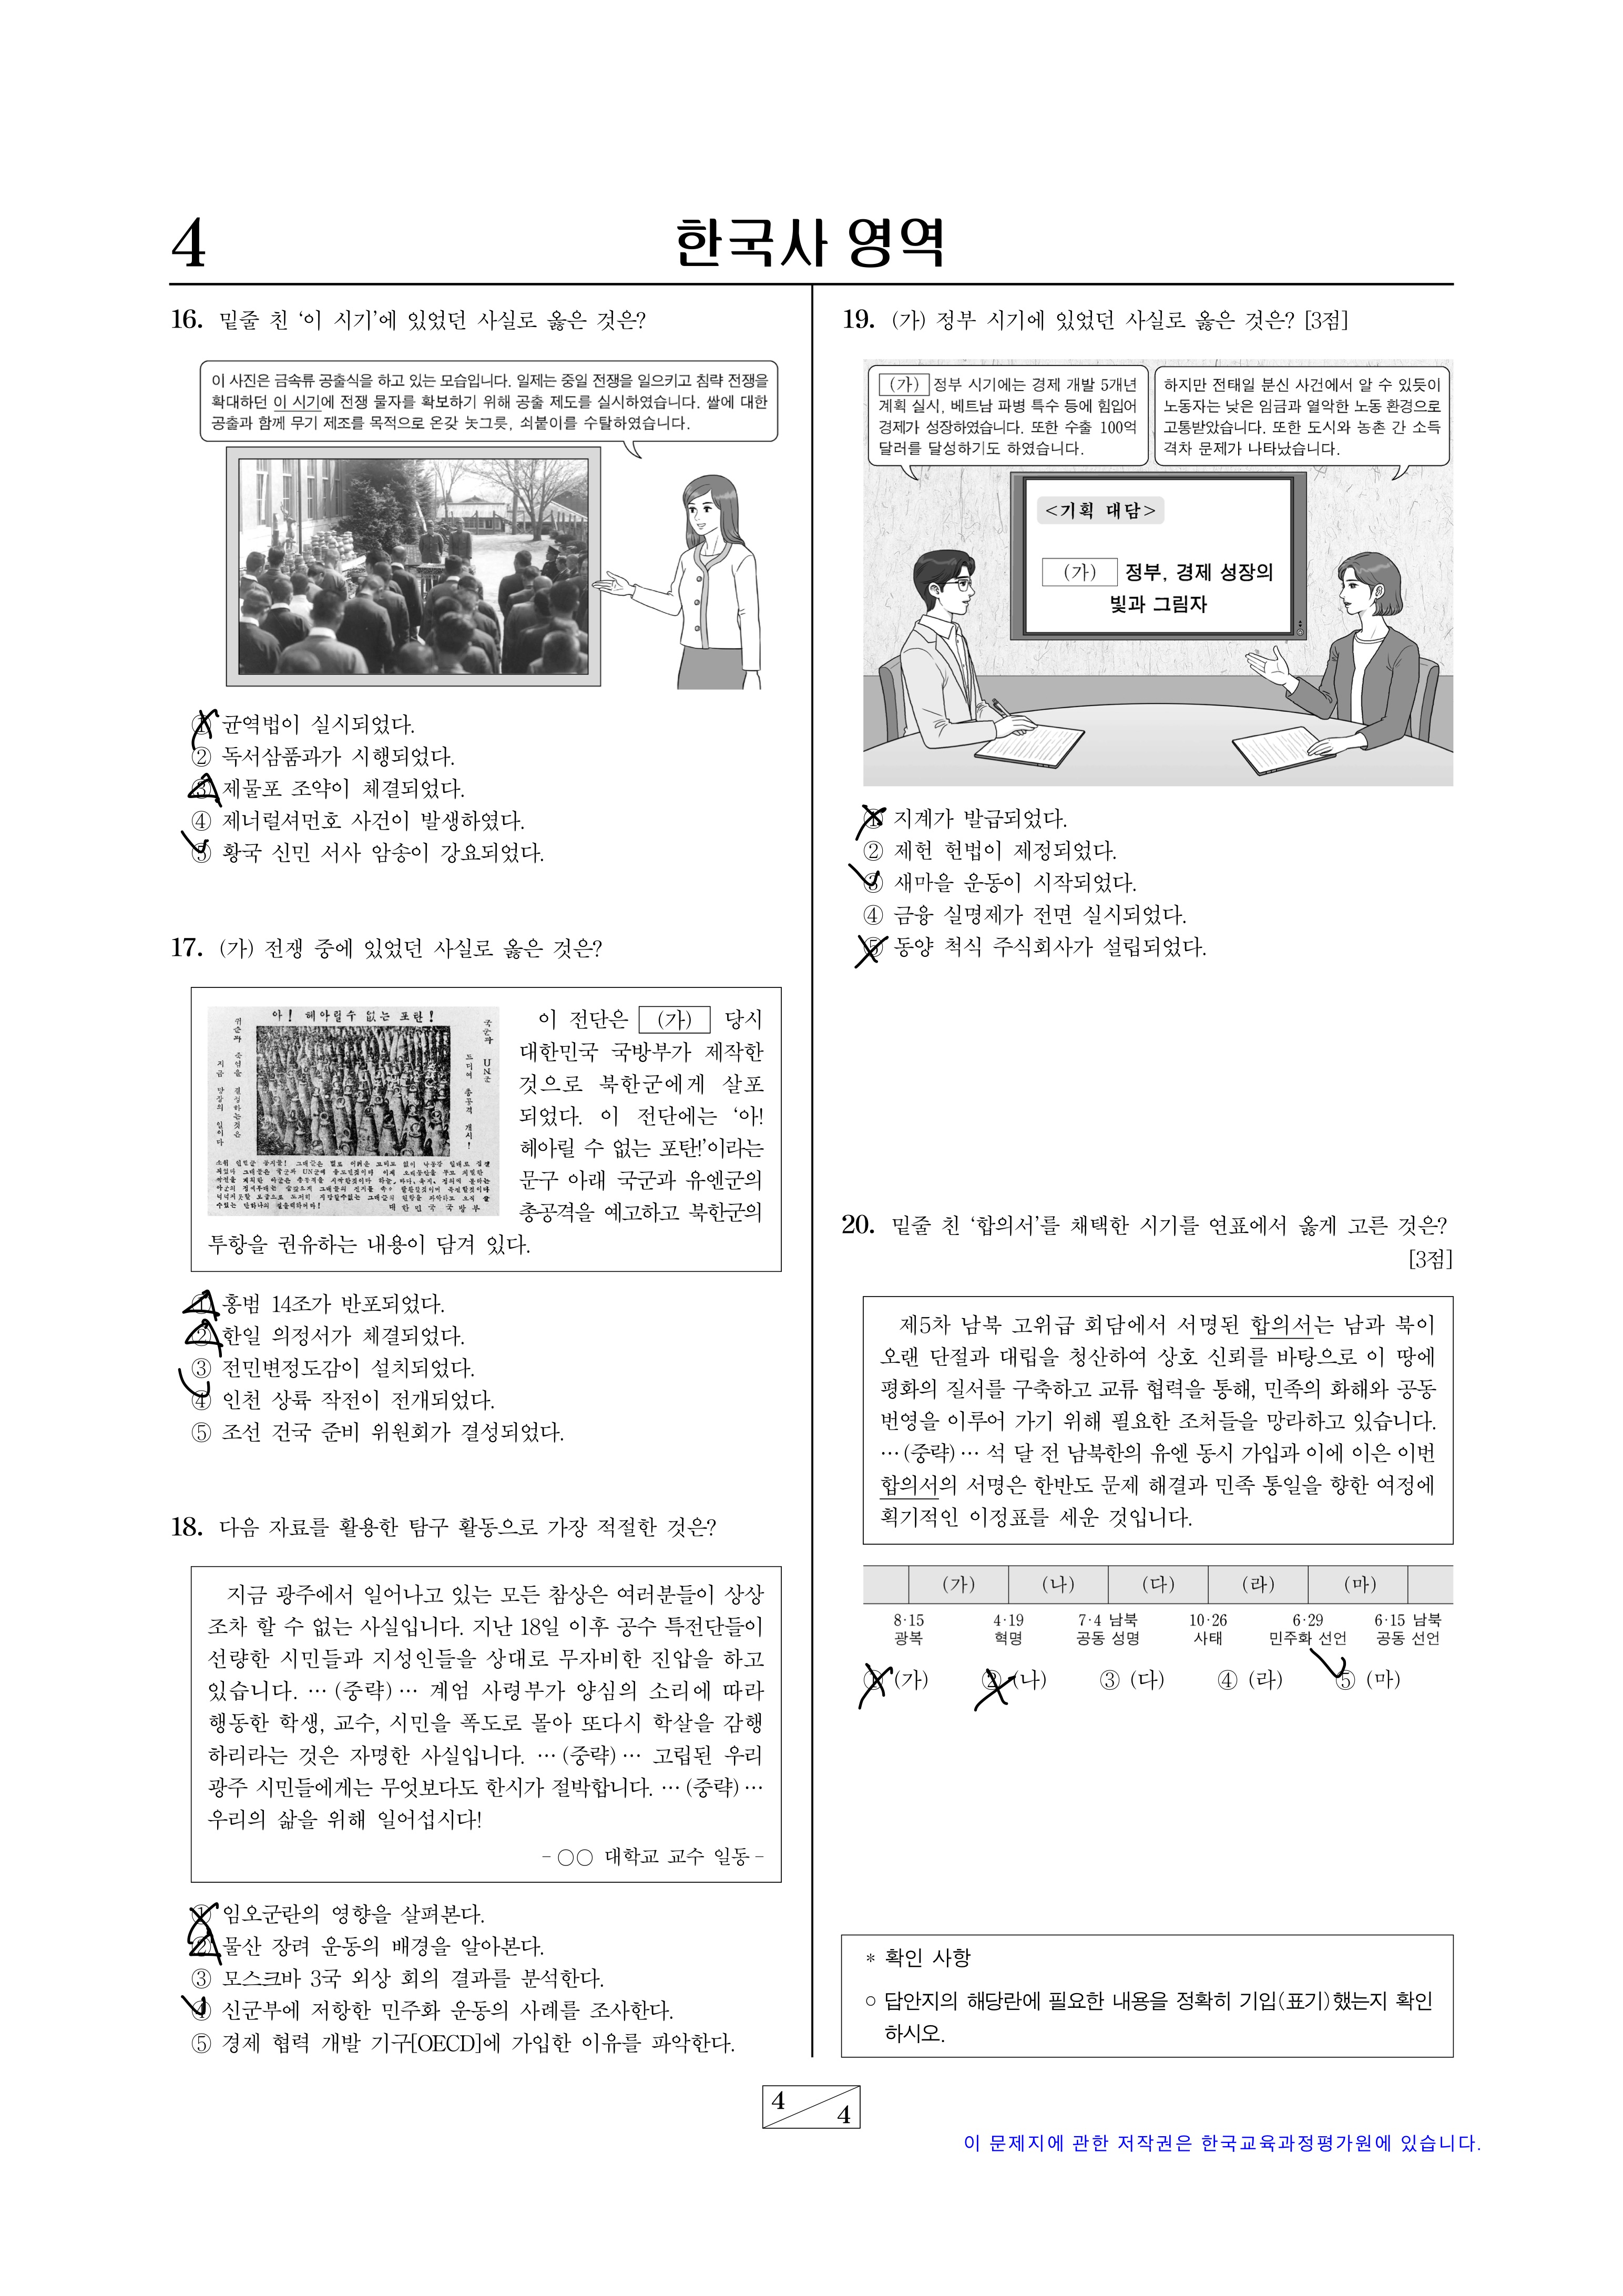 4
한국사 영역
16. 밑줄 친 ‘이 시기’에 있었던 사실로 옳은 것은?
이 사진은 금속류 공출식을 하고 있는 모습입니다. 일제는 중일 전쟁을 일으키고 침략 전쟁을
확대하던 이 시기에 전쟁 물자를 확보하기 위해 공출 제도를 실시하였습니다. 쌀에 대한
공출과 함께 무기 제조를 목적으로 온갖 놋그릇, 쇠붙이를 수탈하였습니다.
① 균역법이 실시되었다.
② 독서삼품과가 시행되었다.
③ 제물포 조약이 체결되었다.
④ 제너럴셔먼호 사건이 발생하였다.
⑤ 황국 신민 서사 암송이 강요되었다.
17. (가) 전쟁 중에 있었던 사실로 옳은 것은?
아! 헤아릴수 없는 포탄!
국군과 UN군
드디어 총공격 개시!
이 전단은 (가) 당시
대한민국 국방부가 제작한
것으로 북한군에게 살포
되었다. 이 전단에는 ‘아!
헤아릴 수 없는 포탄!’이라는
문구 아래 국군과 유엔군의
총공격을 예고하고 북한군의
투항을 권유하는 내용이 담겨 있다.
대한민국 국방부
① 홍범 14조가 반포되었다.
② 한일 의정서가 체결되었다.
③ 전민변정도감이 설치되었다.
④ 인천 상륙 작전이 전개되었다.
⑤ 조선 건국 준비 위원회가 결성되었다.
18. 다음 자료를 활용한 탐구 활동으로 가장 적절한 것은?
지금 광주에서 일어나고 있는 모든 참상은 여러분들이 상상
조차 할 수 없는 사실입니다. 지난 18일 이후 공수 특전단들이
선량한 시민들과 지성인들을 상대로 무자비한 진압을 하고
있습니다. … (중략) … 계엄 사령부가 양심의 소리에 따라
행동한 학생, 교수, 시민을 폭도로 몰아 또다시 학살을 감행
하리라는 것은 자명한 사실입니다. … (중략) … 고립된 우리
광주 시민들에게는 무엇보다도 한시가 절박합니다. … (중략) …
우리의 삶을 위해 일어섭시다!
- ○○ 대학교 교수 일동 -
① 임오군란의 영향을 살펴본다.
② 물산 장려 운동의 배경을 알아본다.
③ 모스크바 3국 외상 회의 결과를 분석한다.
④ 신군부에 저항한 민주화 운동의 사례를 조사한다.
⑤ 경제 협력 개발 기구[OECD]에 가입한 이유를 파악한다.
19. (가) 정부 시기에 있었던 사실로 옳은 것은? [3점]
(가) 정부 시기에는 경제 개발 5개년
계획 실시, 베트남 파병 특수 등에 힘입어
경제가 성장하였습니다. 또한 수출 100억
달러를 달성하기도 하였습니다.
하지만 전태일 분신 사건에서 알 수 있듯이
노동자는 낮은 임금과 열악한 노동 환경으로
고통받았습니다. 또한 도시와 농촌 간 소득
격차 문제가 나타났습니다.
<기획 대담>
(가) 정부, 경제 성장의
빛과 그림자
① 지계가 발급되었다.
② 제헌 헌법이 제정되었다.
③ 새마을 운동이 시작되었다.
④ 금융 실명제가 전면 실시되었다.
⑤ 동양 척식 주식회사가 설립되었다.
20. 밑줄 친 ‘합의서’를 채택한 시기를 연표에서 옳게 고른 것은?
[3점]
제5차 남북 고위급 회담에서 서명된 합의서는 남과 북이
오랜 단절과 대립을 청산하여 상호 신뢰를 바탕으로 이 땅에
평화의 질서를 구축하고 교류 협력을 통해, 민족의 화해와 공동
번영을 이루어 가기 위해 필요한 조처들을 망라하고 있습니다.
… (중략) … 석 달 전 남북한의 유엔 동시 가입과 이에 이은 이번
합의서의 서명은 한반도 문제 해결과 민족 통일을 향한 여정에
획기적인 이정표를 세운 것입니다.
(가) (나) (다) (라) (마)
8·15 4·19 7·4 남북 10·26 6·29 6·15 남북
광복 혁명 공동 성명 사태 민주화 선언 공동 선언
① (가) ② (나) ③ (다) ④ (라) ⑤ (마)
* 확인 사항
○ 답안지의 해당란에 필요한 내용을 정확히 기입(표기)했는지 확인
하시오.
4
4
이 문제지에 관한 저작권은 한국교육과정평가원에 있습니다.